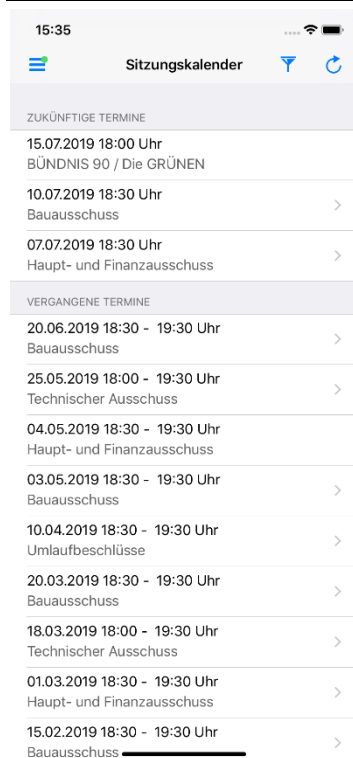 15:35
Sitzungskalender
ZUKÜNFTIGE TERMINE
15.07.2019 18:00 Uhr
BÜNDNIS 90 / Die GRÜNEN
10.07.2019 18:30 Uhr
Bauausschuss
07.07.2019 18:30 Uhr
Haupt- und Finanzausschuss
VERGANGENE TERMINE
20.06.2019 18:30 - 19:30 Uhr
Bauausschuss
25.05.2019 18:00 - 19:30 Uhr
Technischer Ausschuss
04.05.2019 18:30 - 19:30 Uhr
Haupt- und Finanzausschuss
03.05.2019 18:30 - 19:30 Uhr
Bauausschuss
10.04.2019 18:30 - 19:30 Uhr
Umlaufbeschlüsse
20.03.2019 18:30 - 19:30 Uhr
Bauausschuss
18.03.2019 18:00 - 19:30 Uhr
Technischer Ausschuss
01.03.2019 18:30 - 19:30 Uhr
Haupt- und Finanzausschuss
15.02.2019 18:30 - 19:30 Uhr
Bauausschuss